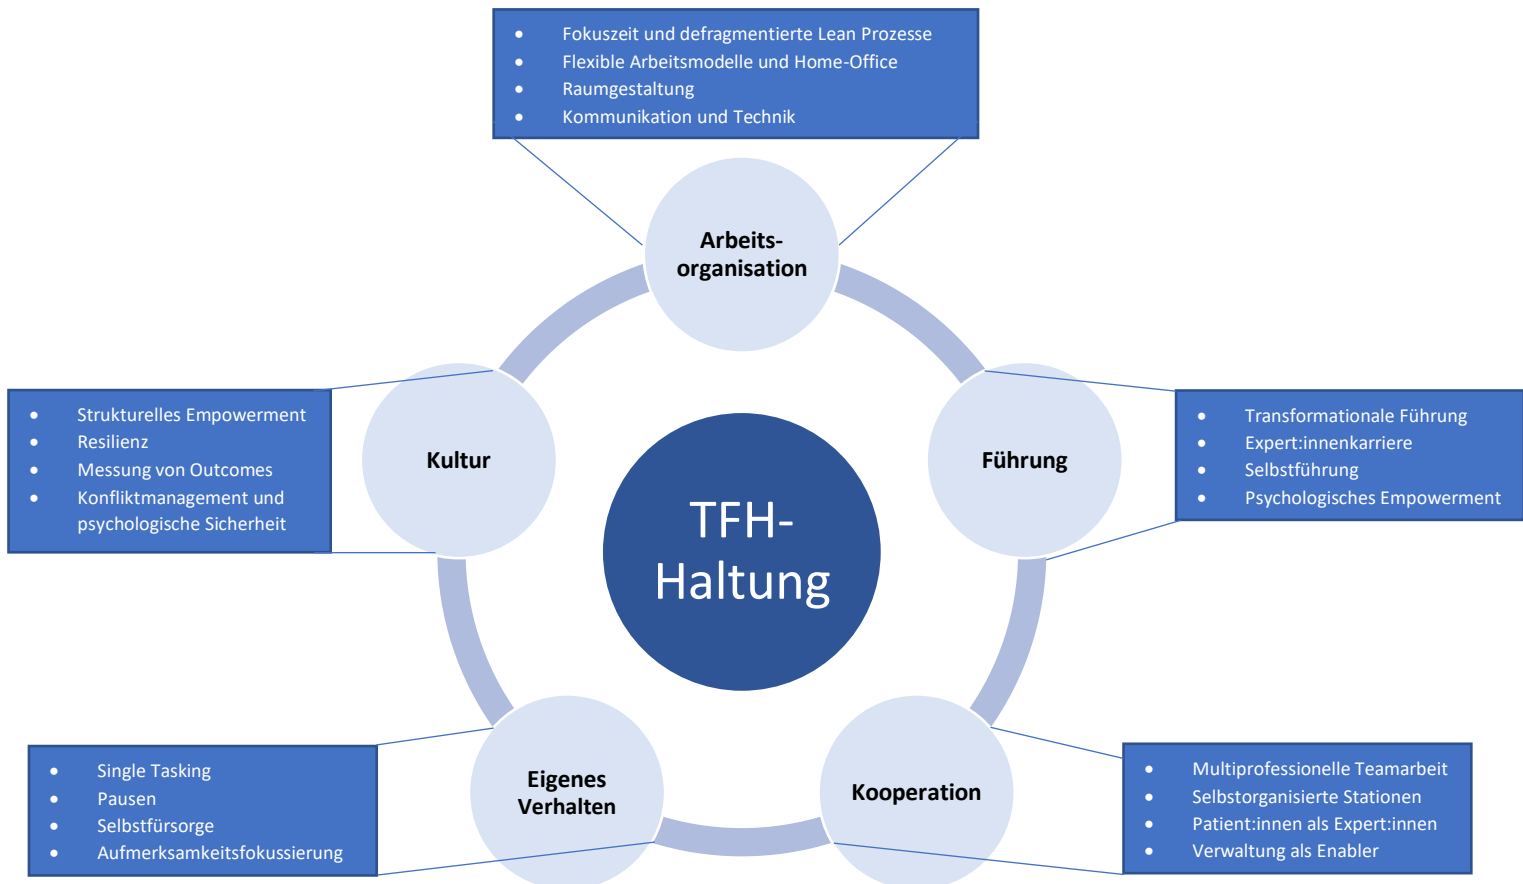 Fokuszeit und defragmentierte Lean Prozesse
Flexible Arbeitsmodelle und Home-Office
Raumgestaltung
Kommunikation und Technik
Arbeits-
organisation
Strukturelles Empowerment
Resilienz
Messung von Outcomes
Konfliktmanagement und
psychologische Sicherheit
Kultur
TFH-
Haltung
Führung
Transformationale Führung
Expert:innenkarriere
Selbstführung
Psychologisches Empowerment
Single Tasking
Pausen
Selbstfürsorge
Aufmerksamkeitsfokussierung
Eigenes
Verhalten
Kooperation
Multiprofessionelle Teamarbeit
Selbstorganisierte Stationen
Patient:innen als Expert:innen
Verwaltung als Enabler